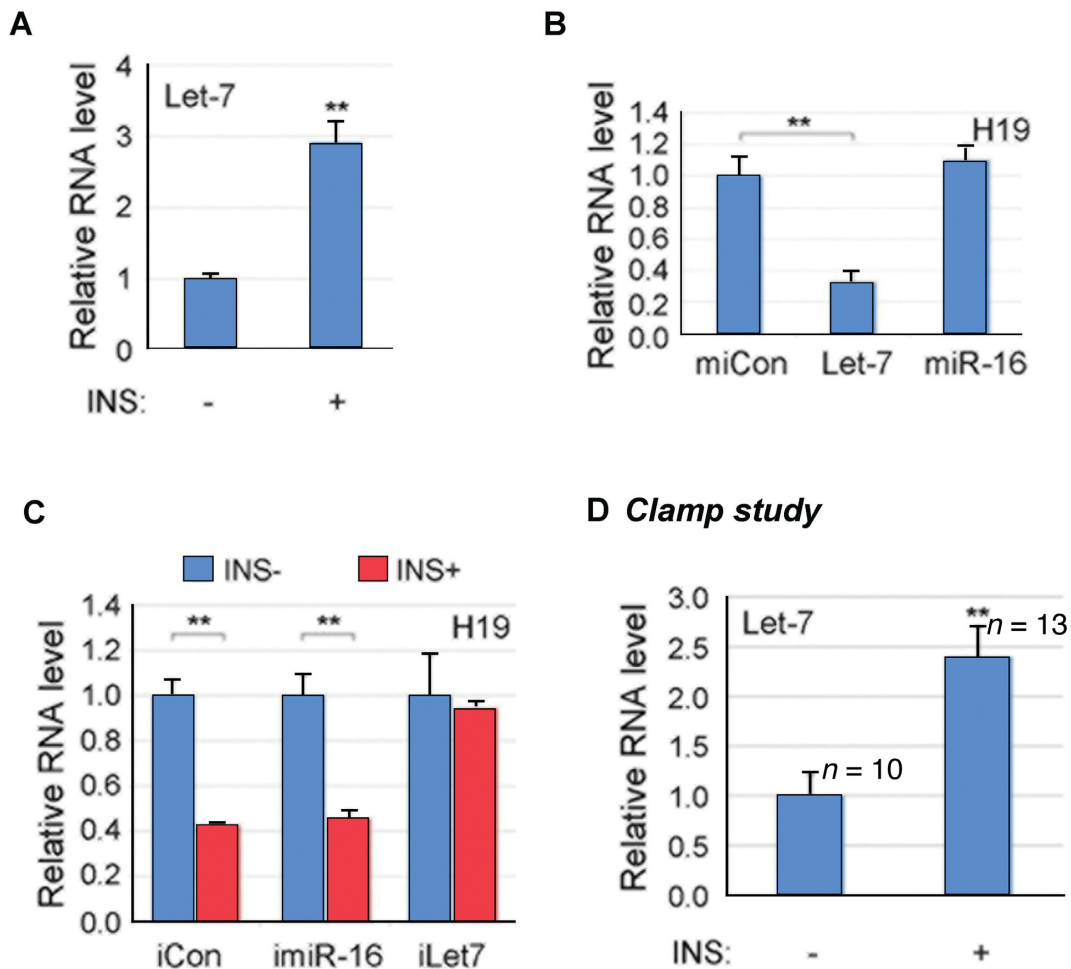 A
Relative RNA level
4
3
2
1
0
Let-7
**
INS: - +
B
Relative RNA level
1.4
1.2
1.0
0.8
0.6
0.4
0.2
0.0
**
H19
miCon Let-7 miR-16
C
INS- INS+
Relative RNA level
1.4
1.2
1.0
0.8
0.6
0.4
0.2
0.0
** **
H19
iCon imiR-16 iLet7
D Clamp study
Relative RNA level
3.0
2.5
2.0
1.5
1.0
0.5
0.0
Let-7
**
n = 13
n = 10
INS: - +